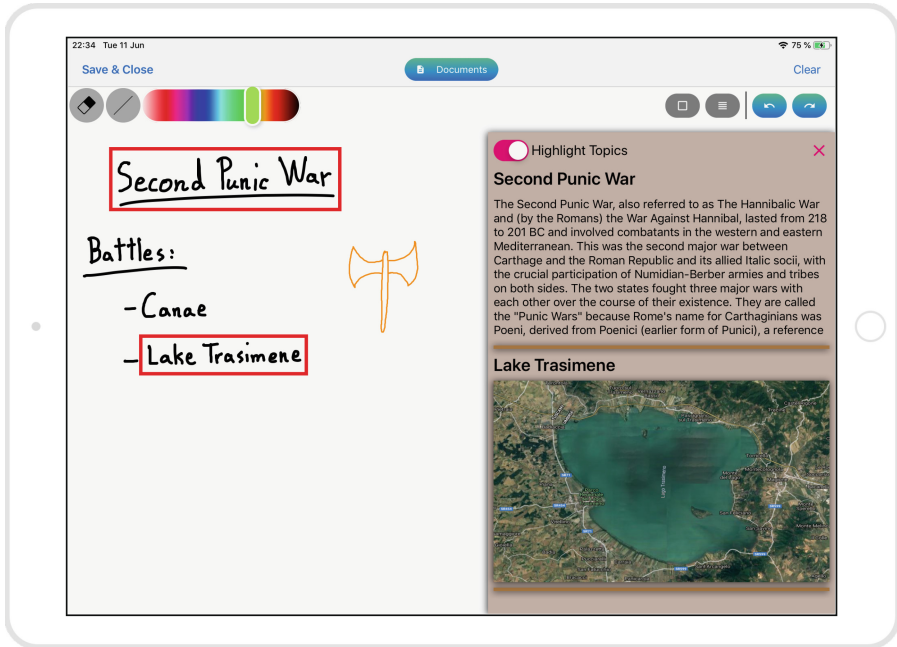 22:34 Tue 11 Jun
75 %
Save & Close
Documents
Clear
Second Punic War
Battles:
- Canae
- Lake Trasimene
Highlight Topics
Second Punic War
The Second Punic War, also referred to as The Hannibalic War
and (by the Romans) the War Against Hannibal, lasted from 218
to 201 BC and involved combatants in the western and eastern
Mediterranean. This was the second major war between
Carthage and the Roman Republic and its allied Italic socii, with
the crucial participation of Numidian-Berber armies and tribes
on both sides. The two states fought three major wars with
each other over the course of their existence. They are called
the "Punic Wars" because Rome's name for Carthaginians was
Poeni, derived from Poenici (earlier form of Punici), a reference
Lake Trasimene
Lago Trasimeno